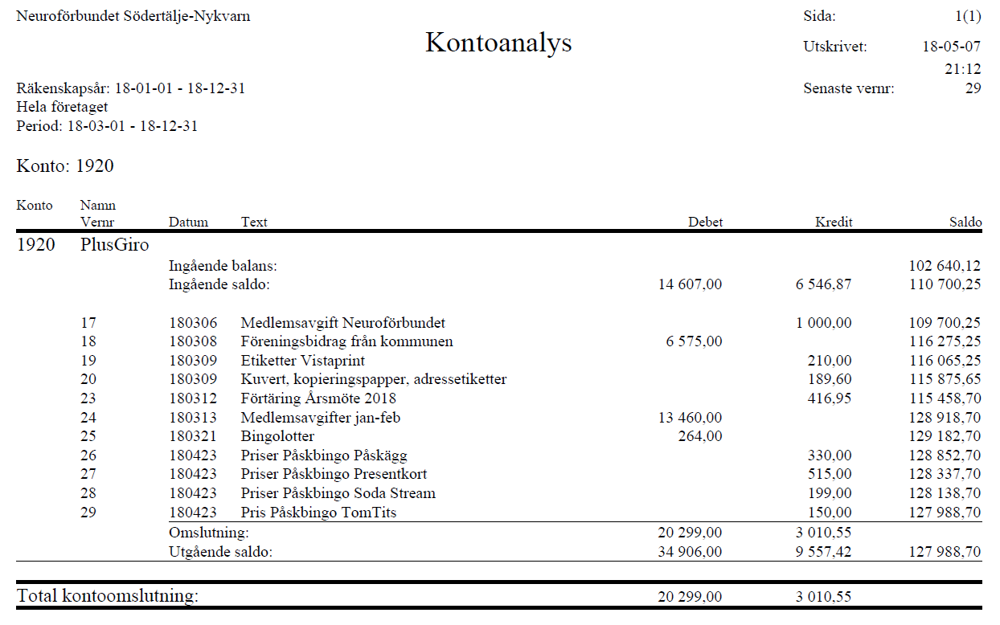 Neuroförbundet Södertälje-Nykvarn Sida: 1(1)
Kontoanalys
Utskrivet: 18-05-07
21:12
Räkenskapsår: 18-01-01 - 18-12-31 Senaste vernr: 29
Hela företaget
Period: 18-03-01 - 18-12-31
Konto: 1920
Konto Namn
Vernr Datum Text Debet Kredit Saldo
1920 PlusGiro
Ingående balans: 102 640,12
Ingående saldo: 14 607,00 6 546,87 110 700,25
17 180306 Medlemsavgift Neuroförbundet 1 000,00 109 700,25
18 180308 Föreningsbidrag från kommunen 6 575,00 116 275,25
19 180309 Etiketter Vistaprint 210,00 116 065,25
20 180309 Kuvert, kopieringspapper, adressetiketter 189,60 115 875,65
23 180312 Förtäring Årsmöte 2018 416,95 115 458,70
24 180313 Medlemsavgifter jan-feb 13 460,00 128 918,70
25 180321 Bingolotter 264,00 129 182,70
26 180423 Priser Påskbingo Påskägg 330,00 128 852,70
27 180423 Priser Påskbingo Presentkort 515,00 128 337,70
28 180423 Priser Påskbingo Soda Stream 199,00 128 138,70
29 180423 Pris Påskbingo TomTits 150,00 127 988,70
Omslutning: 20 299,00 3 010,55
Utgående saldo: 34 906,00 9 557,42 127 988,70
Total kontoomslutning: 20 299,00 3 010,55